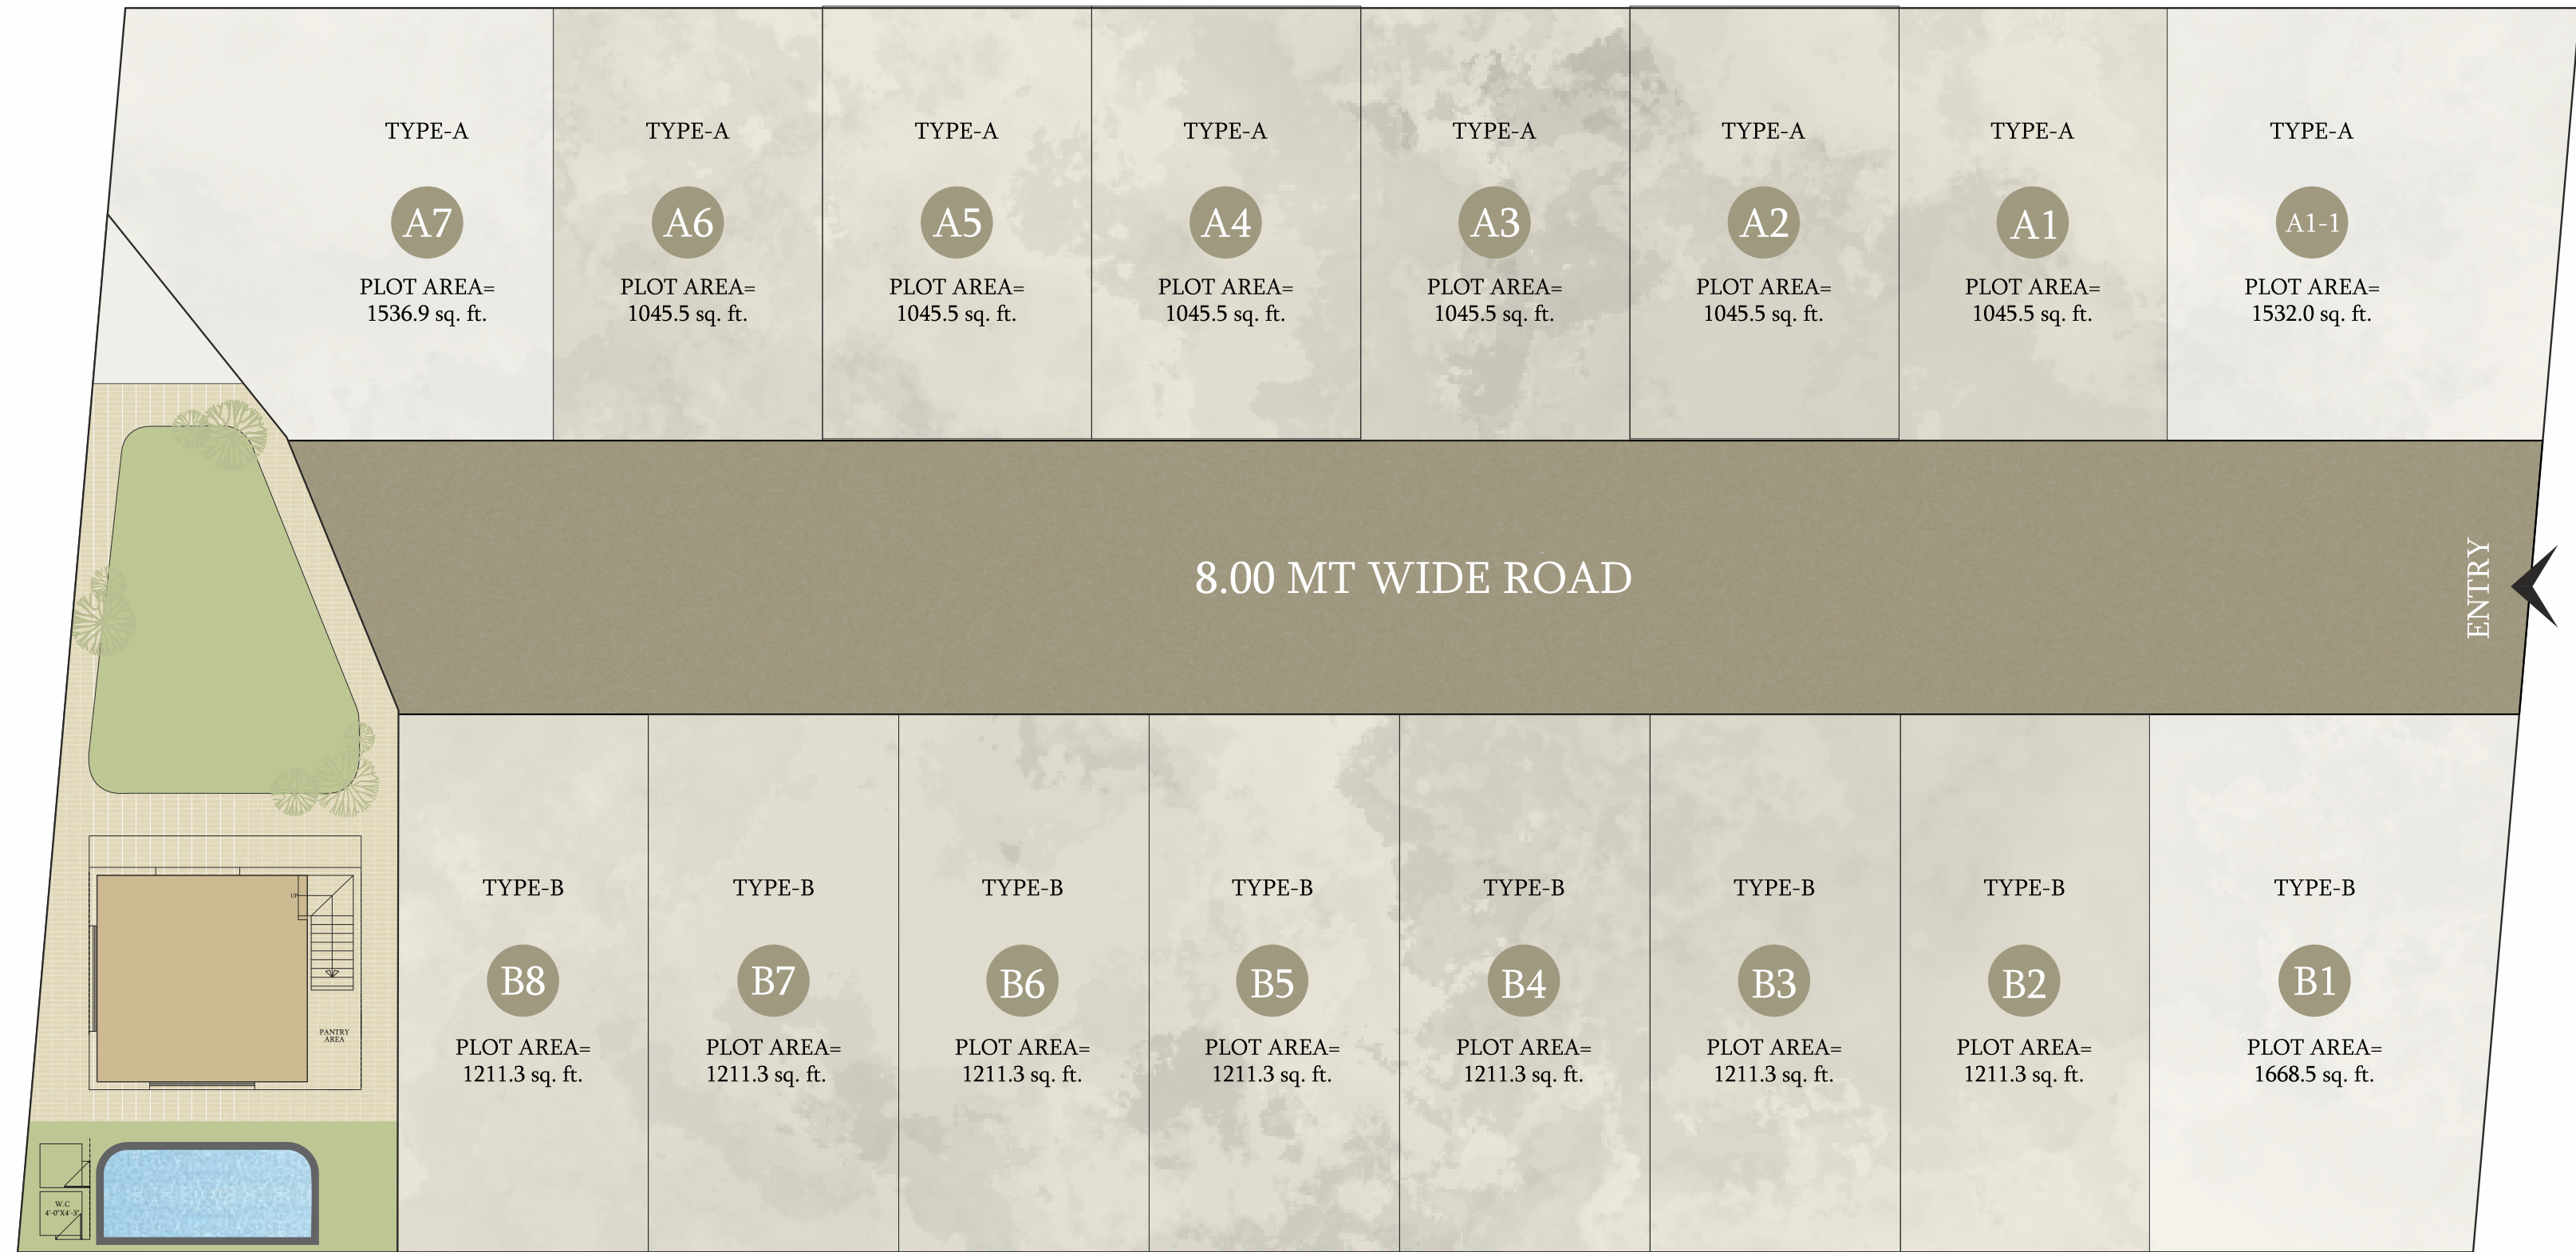 TYPE-A
A7
PLOT AREA=
1536.9 sq. ft.
TYPE-A
A6
PLOT AREA=
1045.5 sq. ft.
TYPE-A
A5
PLOT AREA=
1045.5 sq. ft.
TYPE-A
A4
PLOT AREA=
1045.5 sq. ft.
TYPE-A
A3
PLOT AREA=
1045.5 sq. ft.
TYPE-A
A2
PLOT AREA=
1045.5 sq. ft.
TYPE-A
A1
PLOT AREA=
1045.5 sq. ft.
TYPE-A
A1-1
PLOT AREA=
1532.0 sq. ft.
8.00 MT WIDE ROAD
ENTRY
UP
PANTRY
AREA
W.C
4'-0"X4'-3"
TYPE-B
B8
PLOT AREA=
1211.3 sq. ft.
TYPE-B
B7
PLOT AREA=
1211.3 sq. ft.
TYPE-B
B6
PLOT AREA=
1211.3 sq. ft.
TYPE-B
B5
PLOT AREA=
1211.3 sq. ft.
TYPE-B
B4
PLOT AREA=
1211.3 sq. ft.
TYPE-B
B3
PLOT AREA=
1211.3 sq. ft.
TYPE-B
B2
PLOT AREA=
1211.3 sq. ft.
TYPE-B
B1
PLOT AREA=
1668.5 sq. ft.